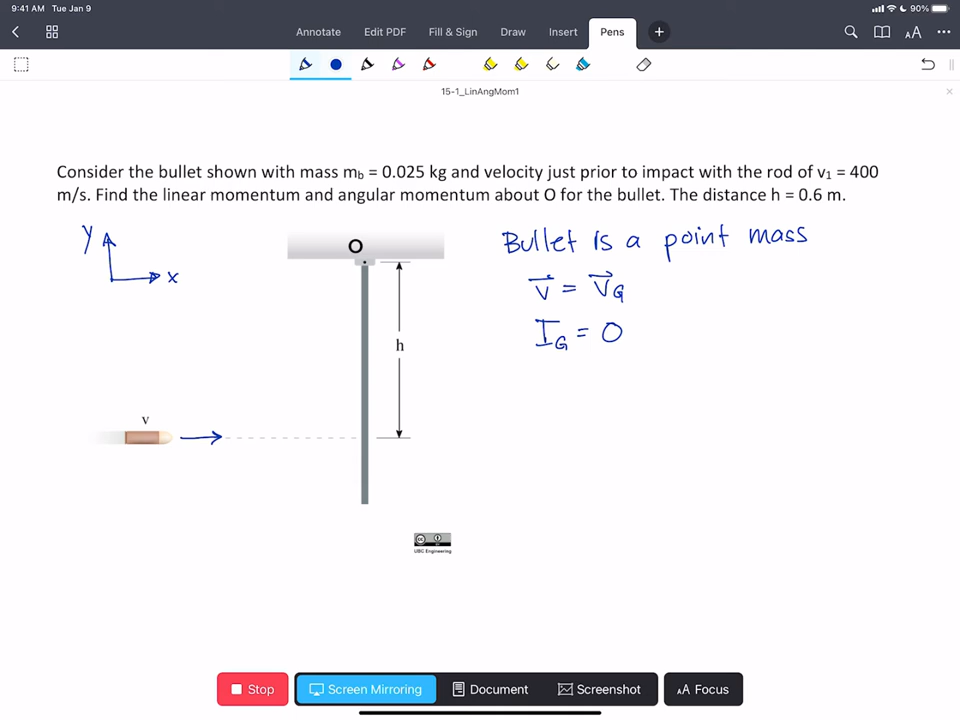 9:41 AM Tue Jan 9
90%
Annotate Edit PDF Fill & Sign Draw Insert Pens
AA
15-1_LinAngMom1
Consider the bullet shown with mass mb = 0.025 kg and velocity just prior to impact with the rod of v1 = 400
m/s. Find the linear momentum and angular momentum about O for the bullet. The distance h = 0.6 m.
y
x
O
h
v
Bullet is a point mass
v = vG
IG = 0
cc
UBC Engineering
Stop Screen Mirroring Document Screenshot AA Focus